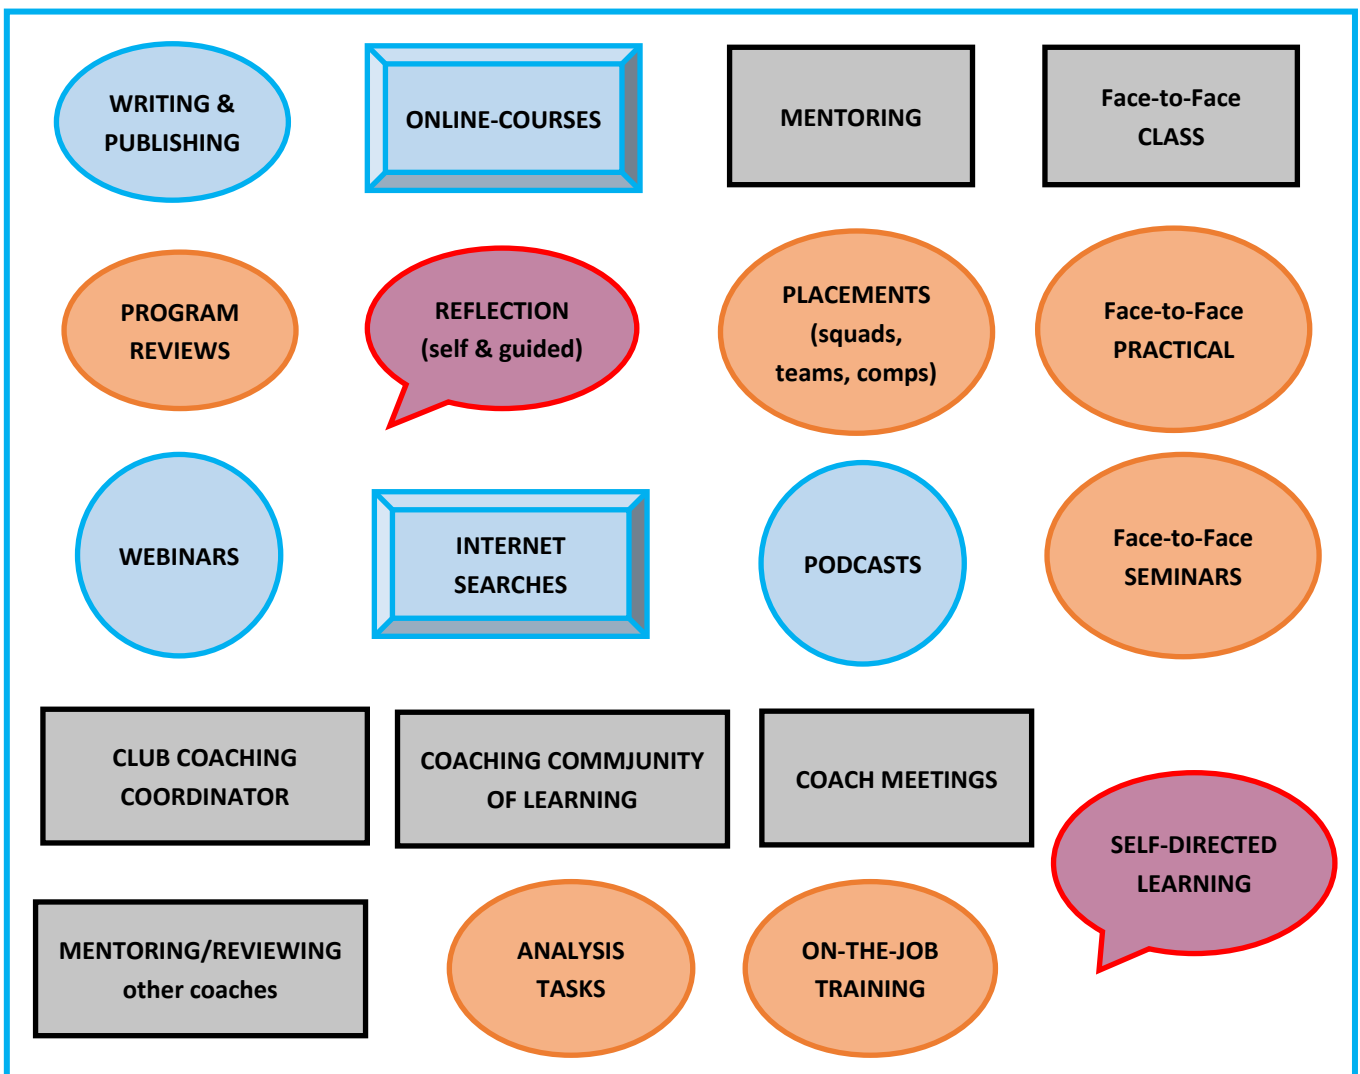 WRITING &
PUBLISHING
ONLINE-COURSES
MENTORING
Face-to-Face
CLASS
PROGRAM
REVIEWS
REFLECTION
(self & guided)
PLACEMENTS
(squads,
teams, comps)
Face-to-Face
PRACTICAL
WEBINARS
INTERNET
SEARCHES
PODCASTS
Face-to-Face
SEMINARS
CLUB COACHING
COORDINATOR
COACHING COMMJUNITY
OF LEARNING
COACH MEETINGS
SELF-DIRECTED
LEARNING
MENTORING/REVIEWING
other coaches
ANALYSIS
TASKS
ON-THE-JOB
TRAINING